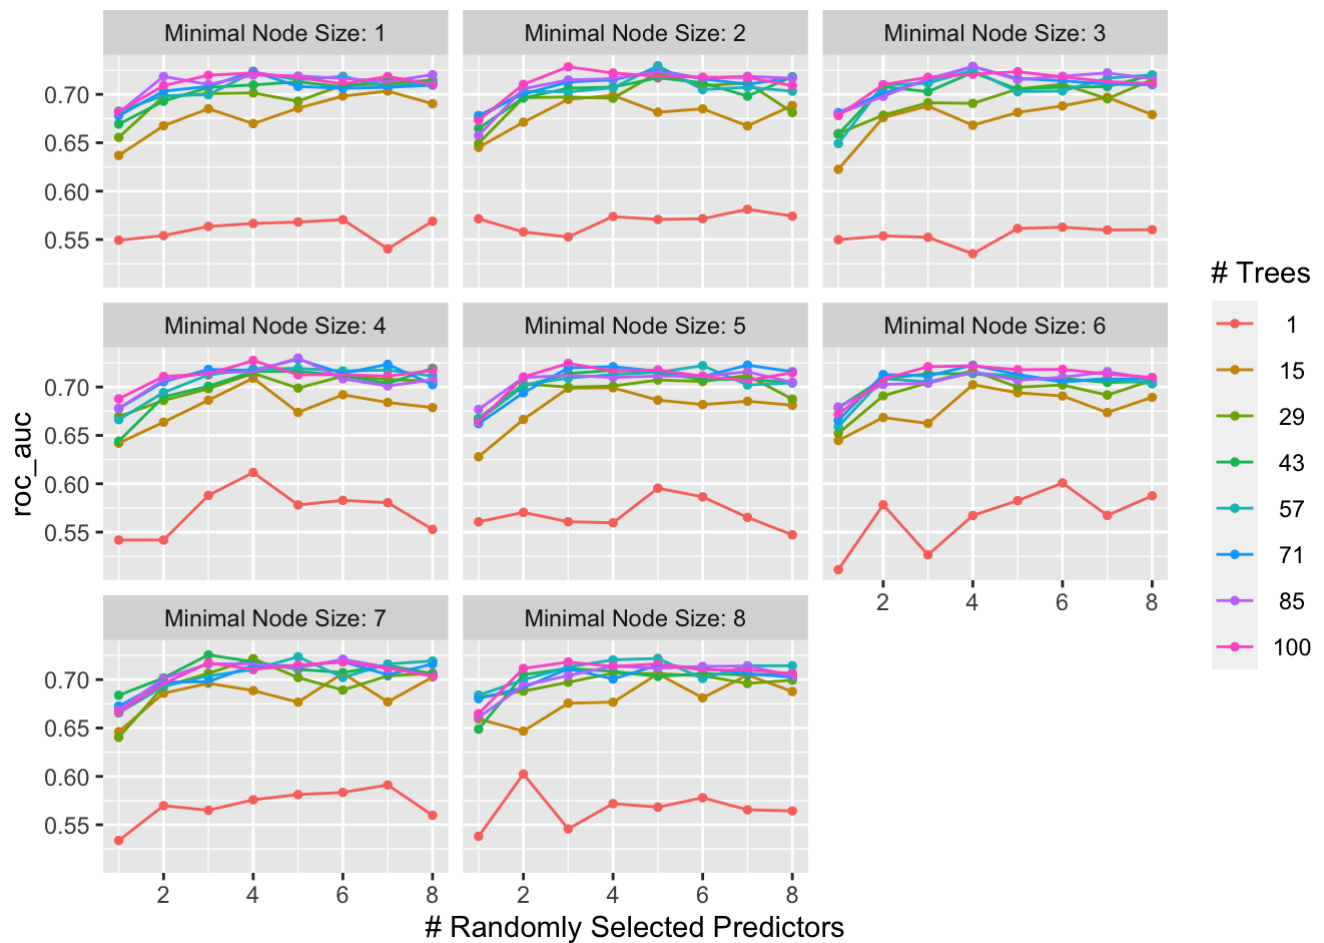 Minimal Node Size: 1
Minimal Node Size: 2
Minimal Node Size: 3
0.70
0.65
0.60
0.55
Minimal Node Size: 4
Minimal Node Size: 5
Minimal Node Size: 6
0.70
0.65
0.60
0.55
2
4
6
8
Minimal Node Size: 7
Minimal Node Size: 8
0.70
0.65
0.60
0.55
2
4
6
8
2
4
6
8
# Randomly Selected Predictors
roc_auc
# Trees
1
15
29
43
57
71
85
100